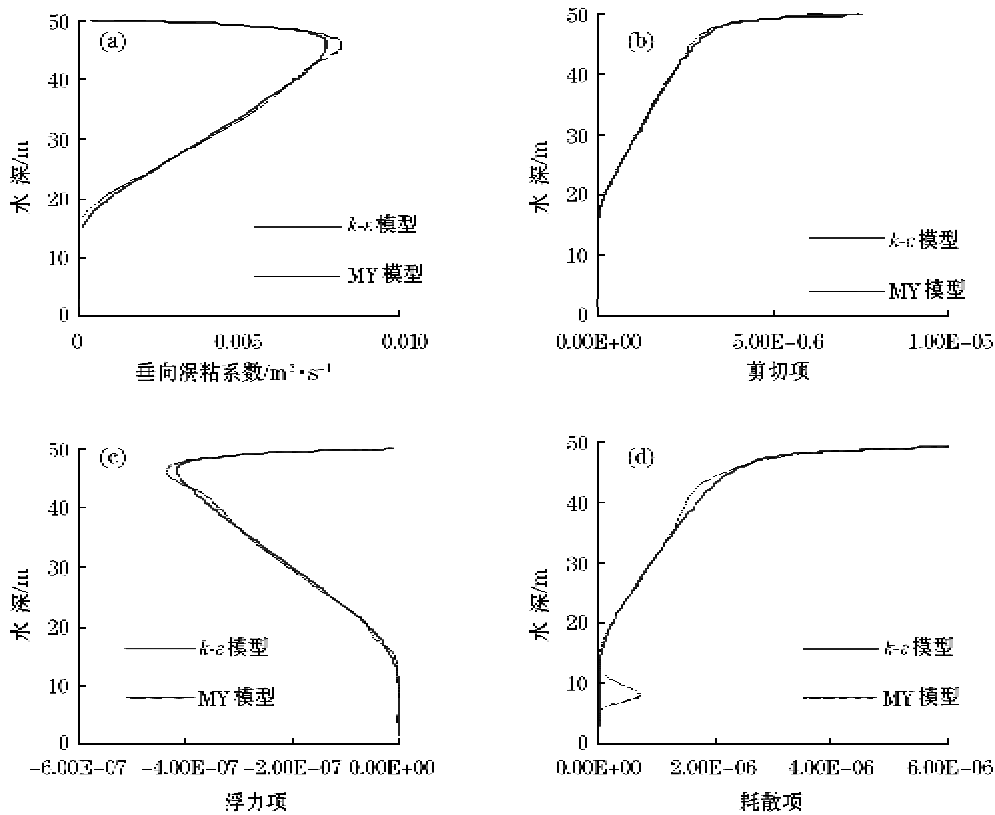 50
(a)
40
30
水 深/m
20
k-ε模型
10
MY 模型
0
0
0.005
0.010
垂向涡粘系数/m²·s⁻¹
50
(b)
40
30
水 深/m
20
k-ε模型
10
MY 模型
0
0.00E+00
5.00E-0.6
1.00E-05
剪切项
50
(c)
40
30
水 深/m
20
k-ε模型
10
MY 模型
0
-6.00E-07
-4.00E-07
-2.00E-07
0.00E+00
浮力项
50
(d)
40
30
水 深/m
20
k-ε模型
10
MY 模型
0
0.00E+00
2.00E-06
4.00E-06
6.00E-06
耗散项